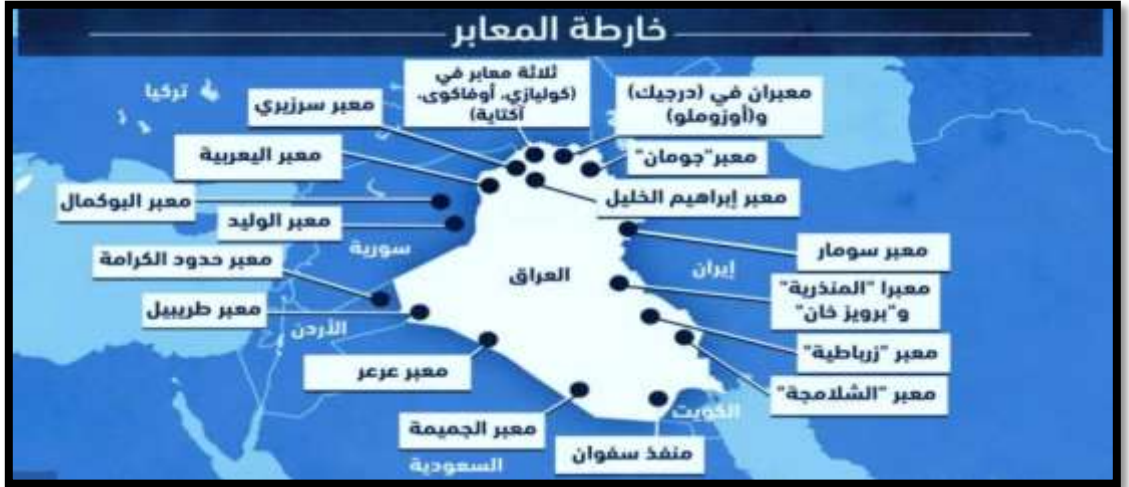 خارطة المعابر
ثلاثة معابر في
(كوليازي، أوفاكوى،
آكتاية)
معبران في (درجيك)
و(أوزوملو)
تركيا
معبر سرزيري
معبر اليعربية
معبر "جومان"
معبر البوكمال
معبر إبراهيم الخليل
معبر الوليد
سورية
معبر سومار
معبر حدود الكرامة
العراق
إيران
معبرا "المنذرية"
و"برويز خان"
معبر طريبيل
الأردن
معبر "زرباطية"
معبر عرعر
معبر "الشلامجة"
الكويت
معبر الجميمة
منفذ سفوان
السعودية